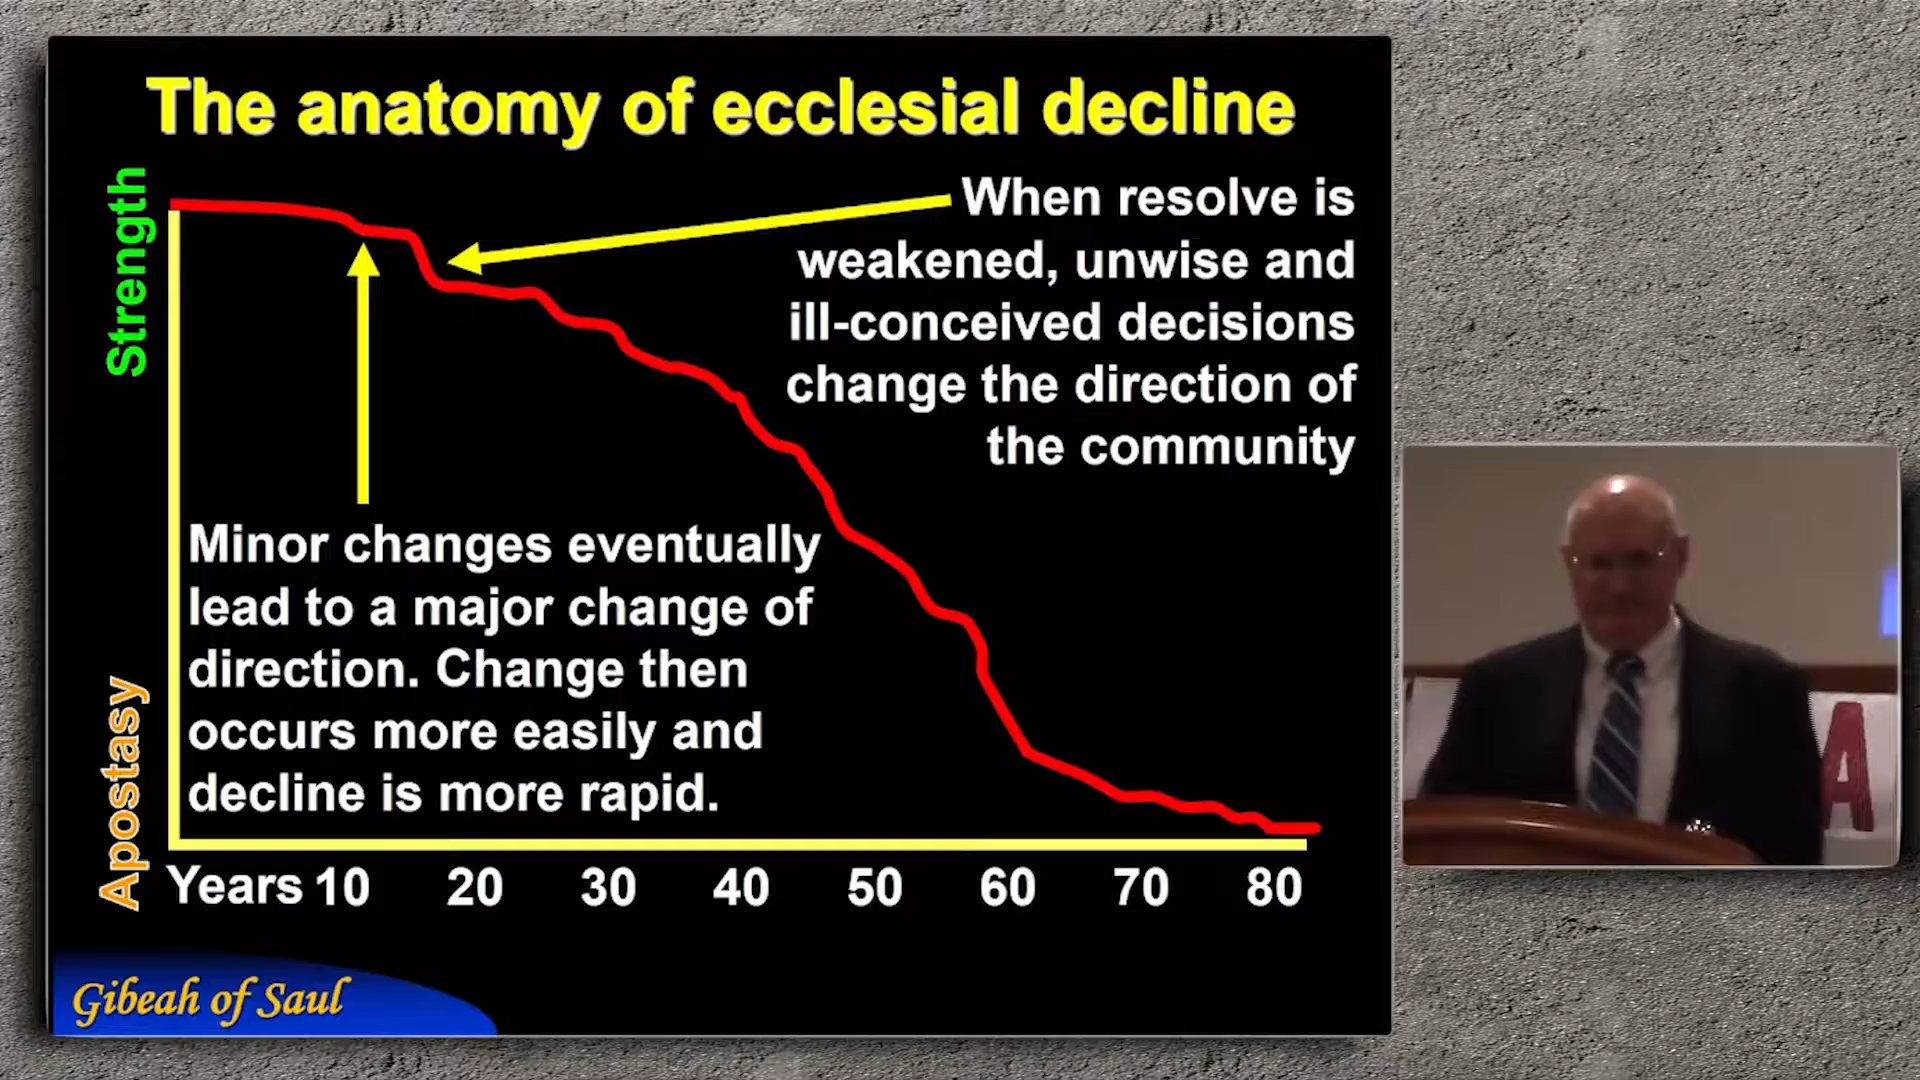 The anatomy of ecclesial decline
Strength
When resolve is
weakened, unwise and
ill-conceived decisions
change the direction of
the community
Minor changes eventually
lead to a major change of
direction. Change then
occurs more easily and
decline is more rapid.
Apostasy
Years 10 20 30 40 50 60 70 80
Gibeah of Saul
A